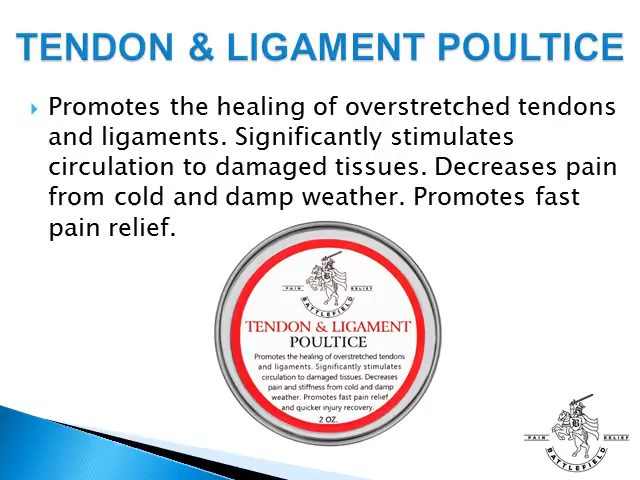 TENDON & LIGAMENT POULTICE
Promotes the healing of overstretched tendons
and ligaments. Significantly stimulates
circulation to damaged tissues. Decreases pain
from cold and damp weather. Promotes fast
pain relief.
B
PAIN RELIEF
BATTLEFIELD
TENDON & LIGAMENT
POULTICE
Promotes the healing of overstretched tendons
and ligaments. Significantly stimulates
circulation to damaged tissues. Decreases
pain and stiffness from cold and damp
weather. Promotes fast pain relief
and quicker injury recovery.
2 OZ.
B
PAIN RELIEF
BATTLEFIELD